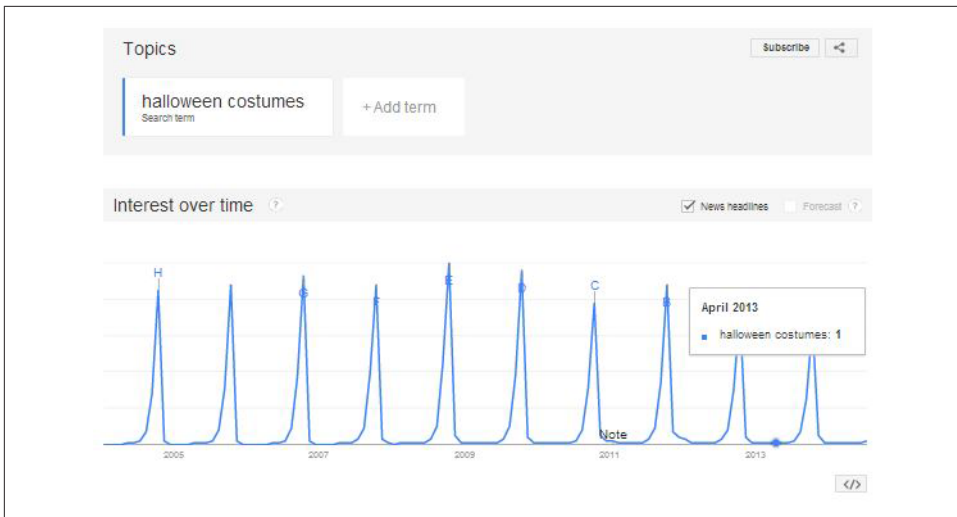 Topics
Subscribe
halloween costumes
Search term
+ Add term
Interest over time ?
News headlines
Forecast ?
H
G
F
E
D
C
B
April 2013
halloween costumes: 1
Note
2005
2007
2009
2011
2013
</>